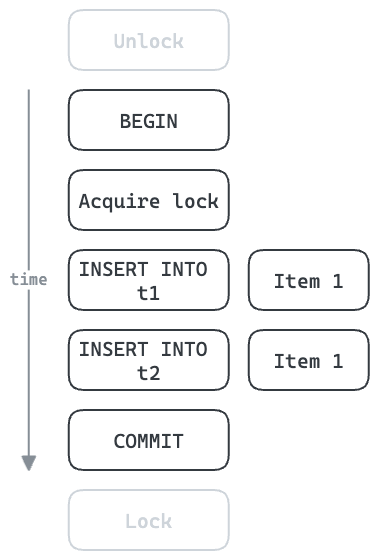 Unlock
BEGIN
Acquire lock
INSERT INTO
t1
Item 1
time
INSERT INTO
t2
Item 1
COMMIT
Lock